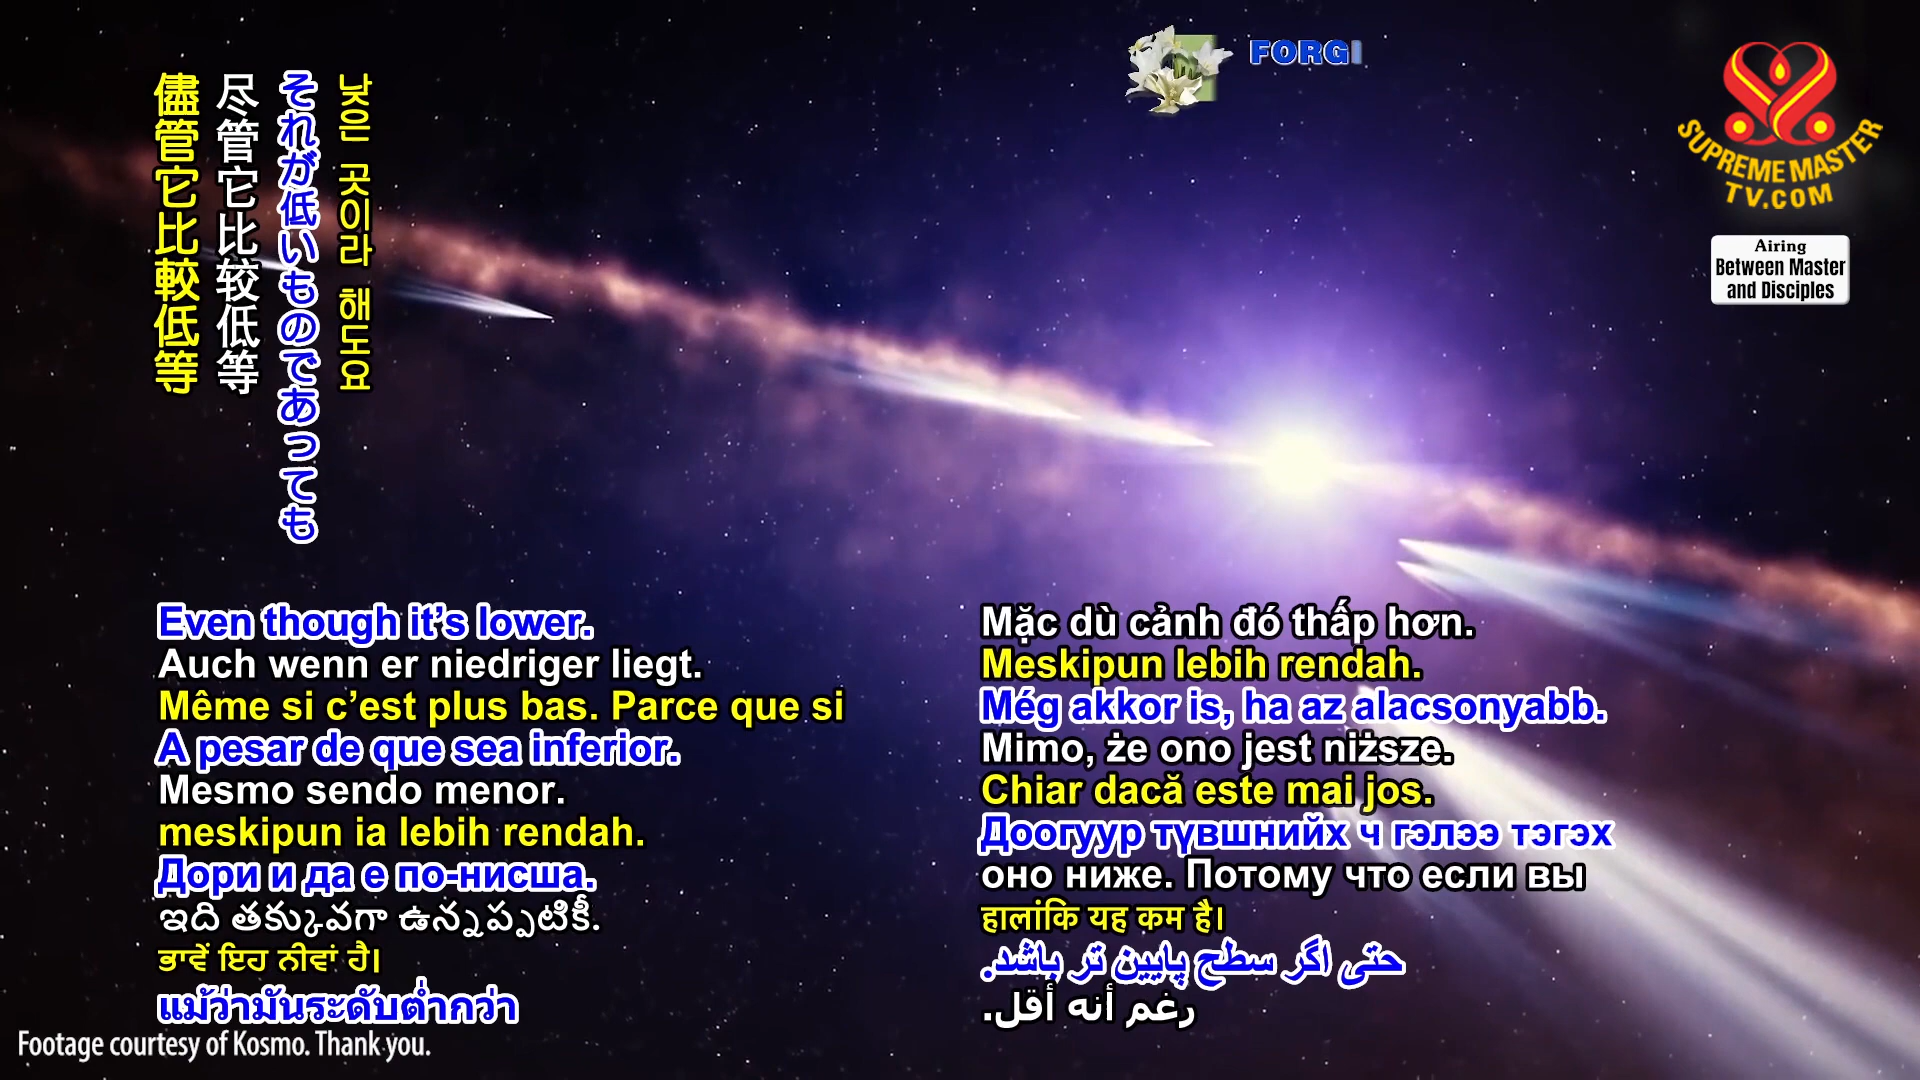 FORGI
SUPREME MASTER
TV.COM
Airing
Between Master
and Disciples
낮은 곳이라 해도요
それが低いものであっても
尽管它比较低等
儘管它比較低等
Even though it's lower.
Auch wenn er niedriger liegt.
Même si c'est plus bas. Parce que si
A pesar de que sea inferior.
Mesmo sendo menor.
meskipun ia lebih rendah.
Дори и да е по-нисша.
ఇది తక్కువగా ఉన్నప్పటికీ.
ਭਾਵੇਂ ਇਹ ਨੀਵਾਂ ਹੈ।
แม้ว่ามันระดับต่ำกว่า
Mặc dù cảnh đó thấp hơn.
Meskipun lebih rendah.
Még akkor is, ha az alacsonyabb.
Mimo, że ono jest niższe.
Chiar dacă este mai jos.
Доогуур түвшнийх ч гэлээ тэгэх
оно ниже. Потому что если вы
हालांकि यह कम है।
حتی اگر سطح پایین تر باشد.
رغم أنه أقل.
Footage courtesy of Kosmo. Thank you.